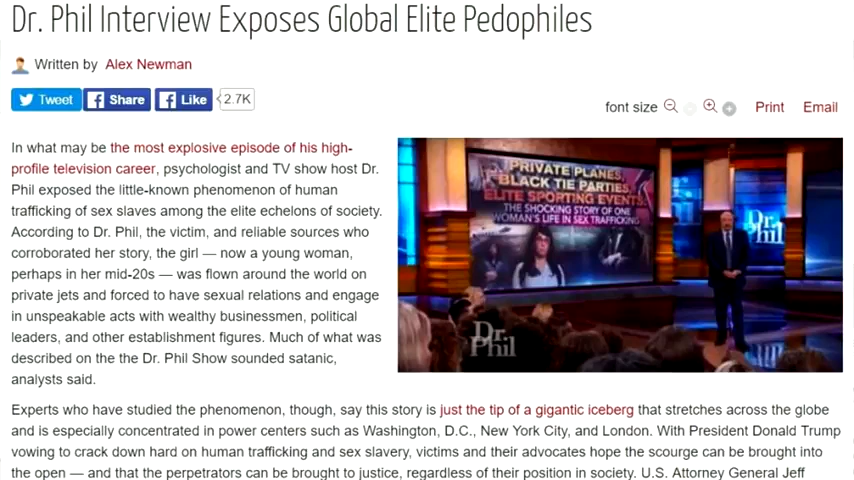 Dr. Phil Interview Exposes Global Elite Pedophiles
Written by Alex Newman
Tweet
Share
Like
2.7K
font size
Print
Email
In what may be the most explosive episode of his high-
profile television career, psychologist and TV show host Dr.
Phil exposed the little-known phenomenon of human
trafficking of sex slaves among the elite echelons of society.
According to Dr. Phil, the victim, and reliable sources who
corroborated her story, the girl — now a young woman,
perhaps in her mid-20s — was flown around the world on
private jets and forced to have sexual relations and engage
in unspeakable acts with wealthy businessmen, political
leaders, and other establishment figures. Much of what was
described on the the Dr. Phil Show sounded satanic,
analysts said.
PRIVATE PLANES,
BLACK TIE PARTIES,
ELITE SPORTING EVENTS:
THE SHOCKING STORY OF ONE
WOMAN'S LIFE IN SEX TRAFFICKING
Dr.
Phil
Dr.
Phil
Experts who have studied the phenomenon, though, say this story is just the tip of a gigantic iceberg that stretches across the globe
and is especially concentrated in power centers such as Washington, D.C., New York City, and London. With President Donald Trump
vowing to crack down hard on human trafficking and sex slavery, victims and their advocates hope the scourge can be brought into
the open — and that the perpetrators can be brought to justice, regardless of their position in society. U.S. Attorney General Jeff